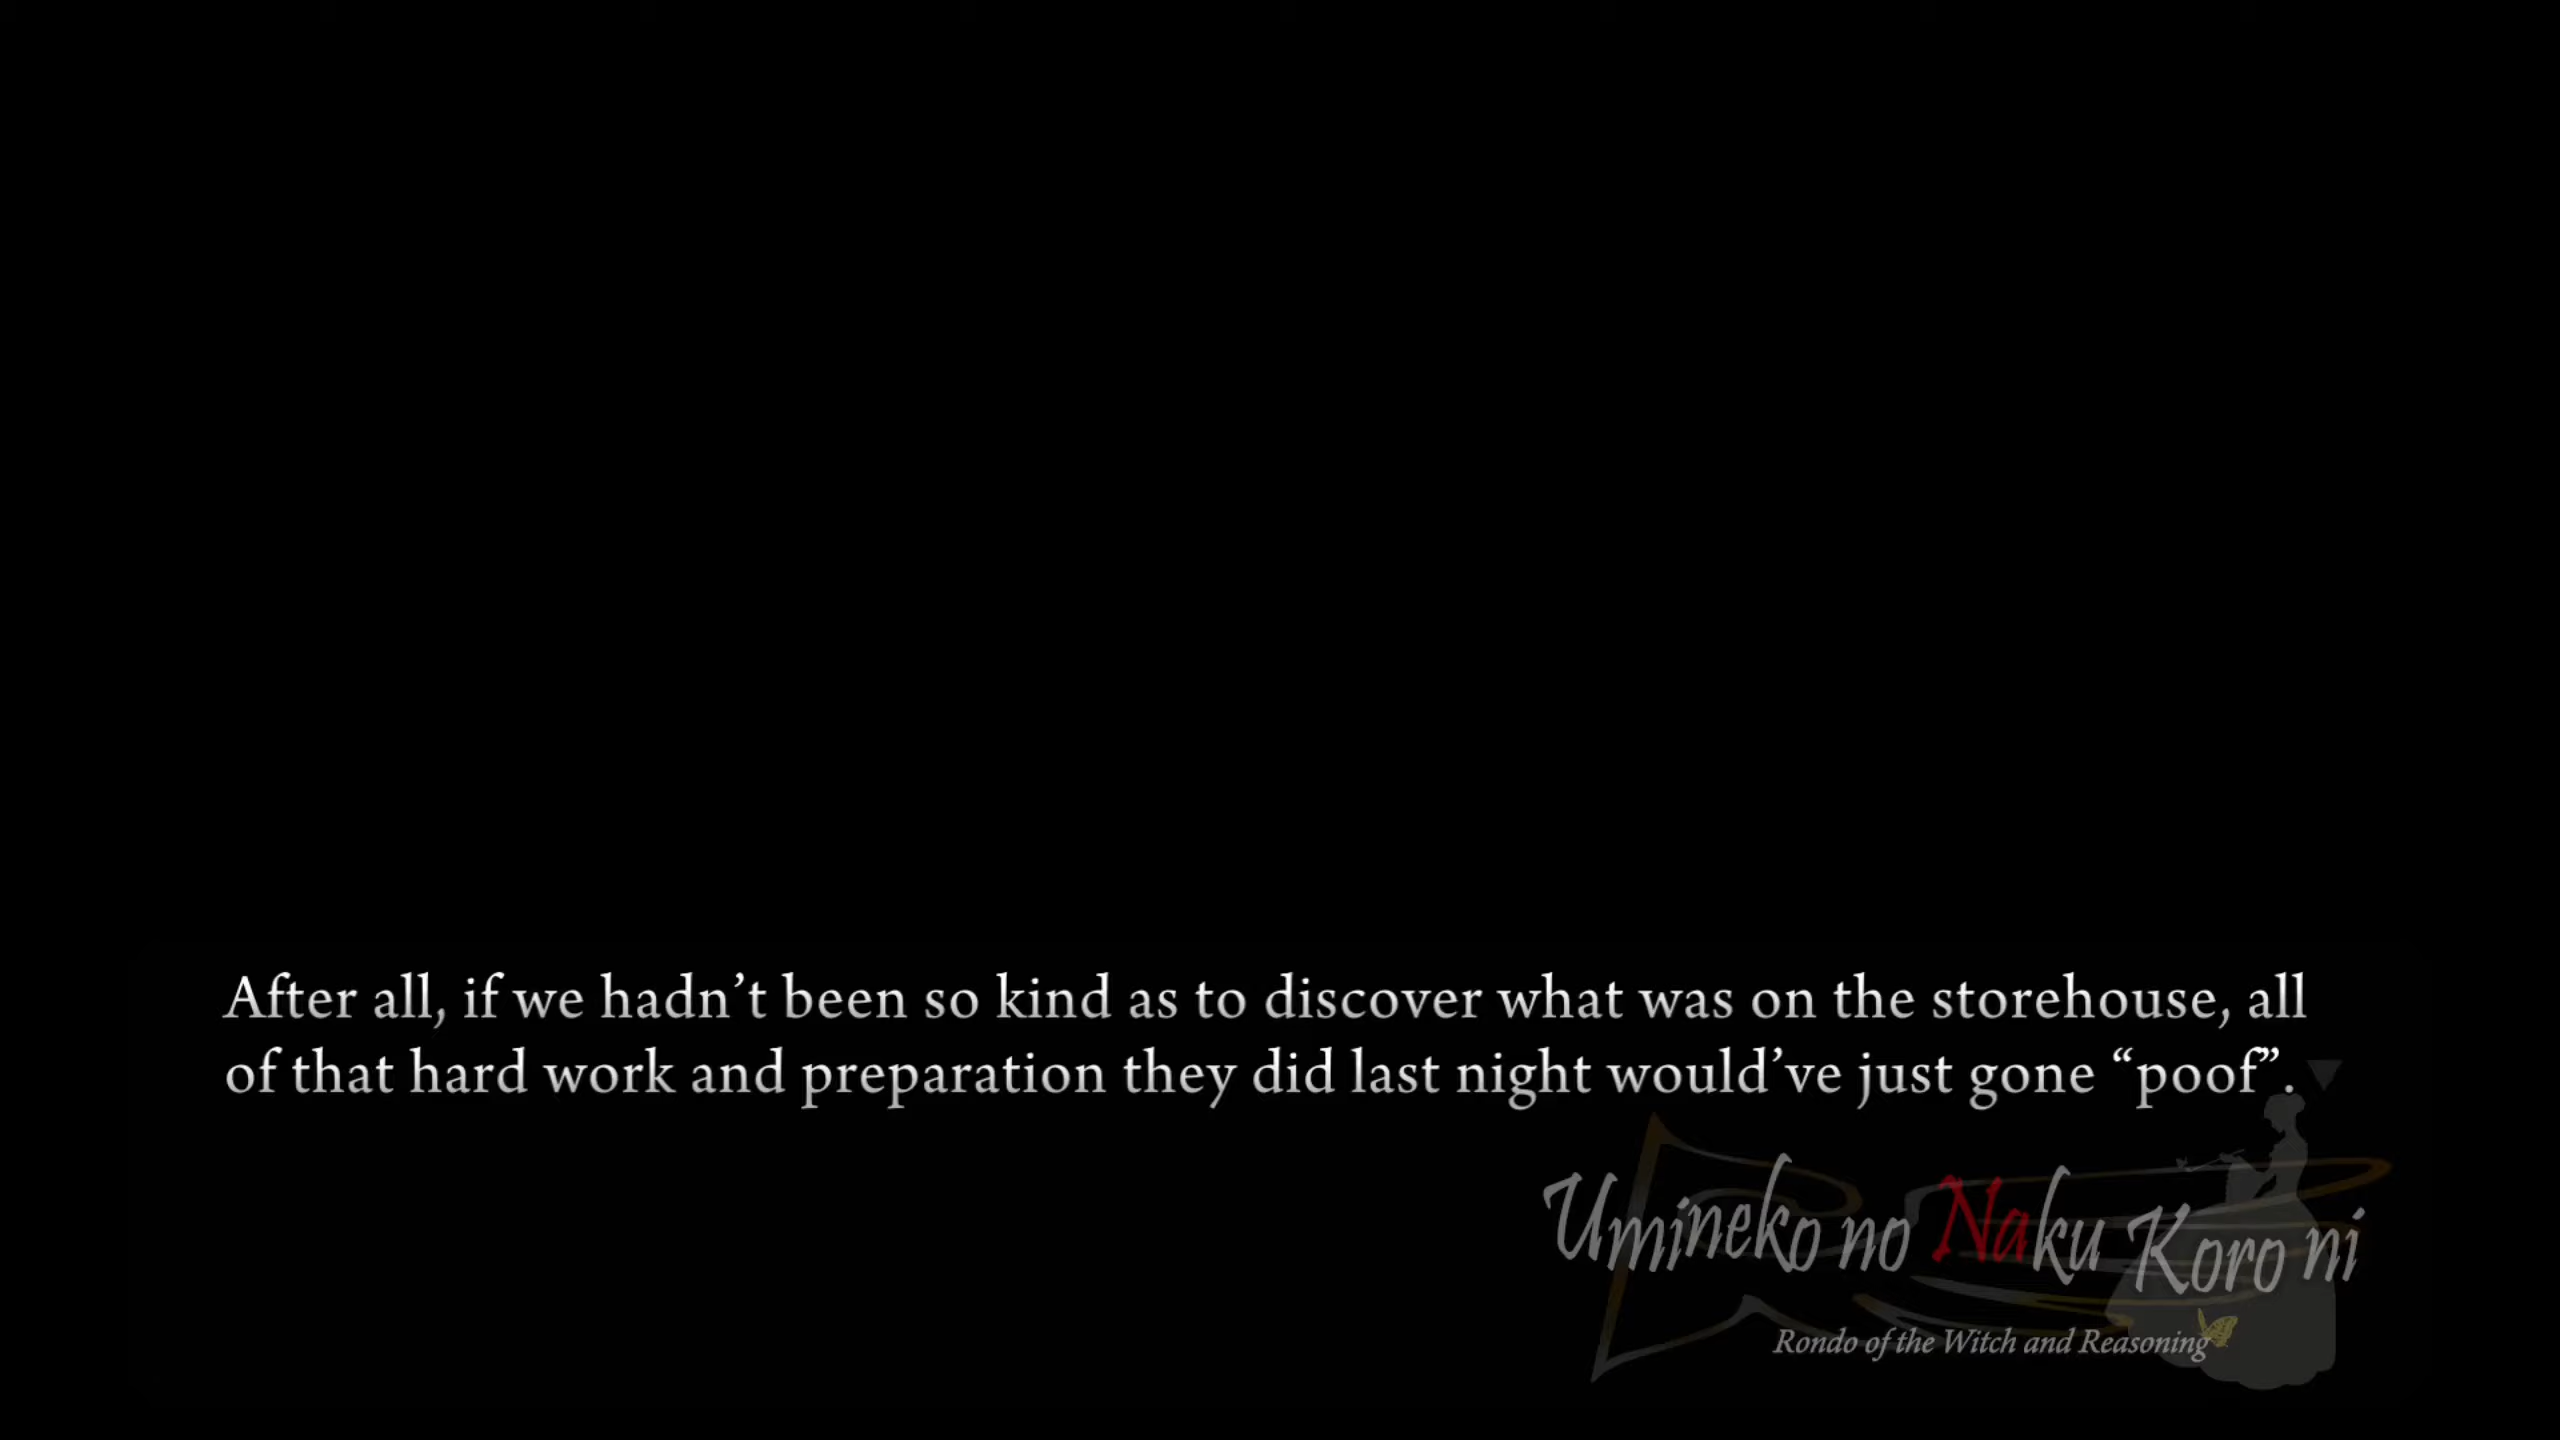 After all, if we hadn’t been so kind as to discover what was on the storehouse, all
of that hard work and preparation they did last night would’ve just gone “poof”.
Umineko no Naku Koro ni
Rondo of the Witch and Reasoning